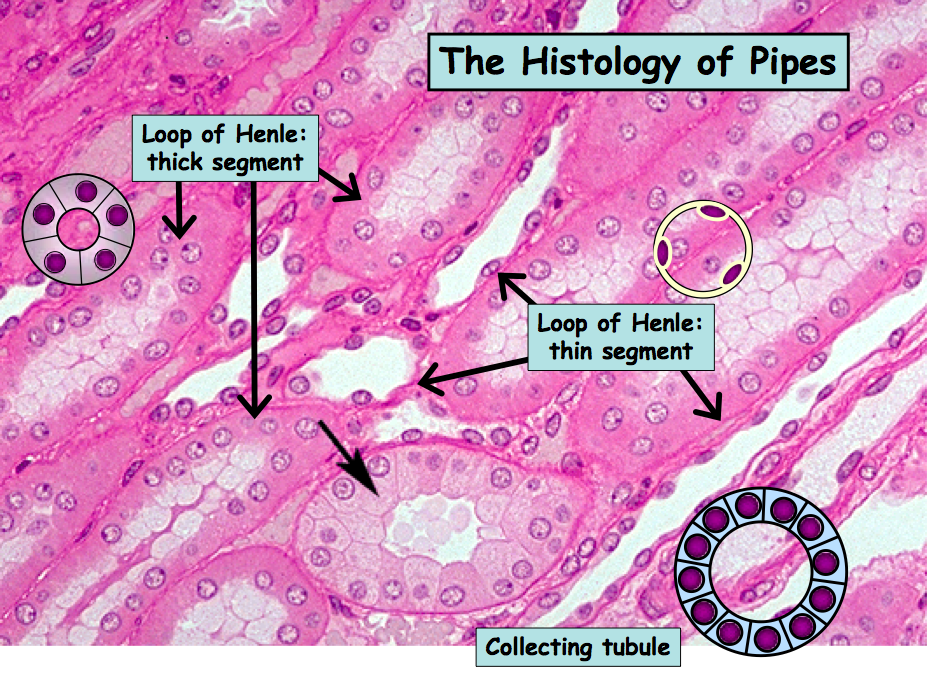 The Histology of Pipes
Loop of Henle:
thick segment
Loop of Henle:
thin segment
Collecting tubule